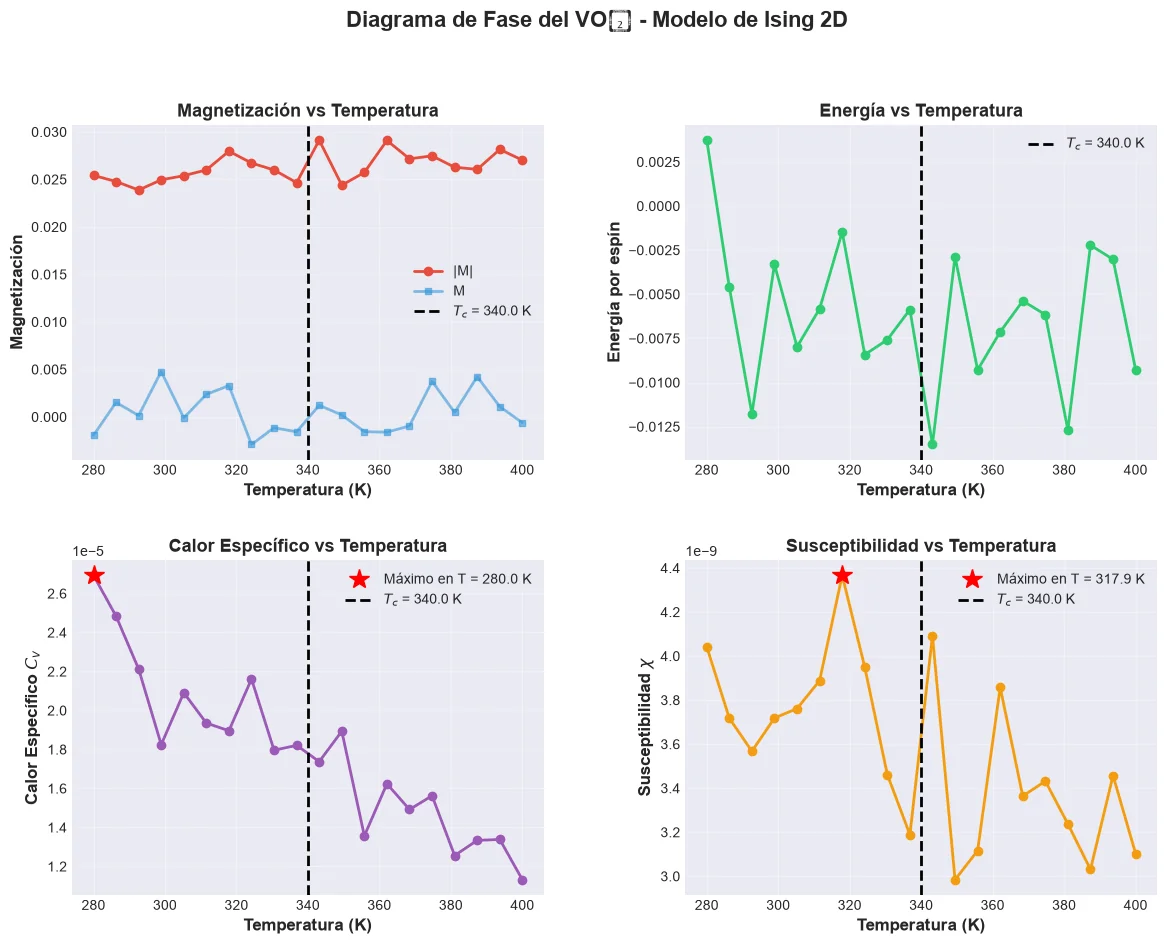 Diagrama de Fase del VO₂ - Modelo de Ising 2D
Magnetización vs Temperatura
0.030
0.025
0.020
0.015
0.010
0.005
0.000
Magnetización
|M|
M
T_c = 340.0 K
280 300 320 340 360 380 400
Temperatura (K)
Energía vs Temperatura
0.0025
0.0000
−0.0025
−0.0050
−0.0075
−0.0100
−0.0125
Energía por espín
T_c = 340.0 K
280 300 320 340 360 380 400
Temperatura (K)
Calor Específico vs Temperatura
1e−5
2.6
2.4
2.2
2.0
1.8
1.6
1.4
1.2
Calor Específico C_V
Máximo en T = 280.0 K
T_c = 340.0 K
280 300 320 340 360 380 400
Temperatura (K)
Susceptibilidad vs Temperatura
1e−9
4.4
4.2
4.0
3.8
3.6
3.4
3.2
3.0
Susceptibilidad χ
Máximo en T = 317.9 K
T_c = 340.0 K
280 300 320 340 360 380 400
Temperatura (K)